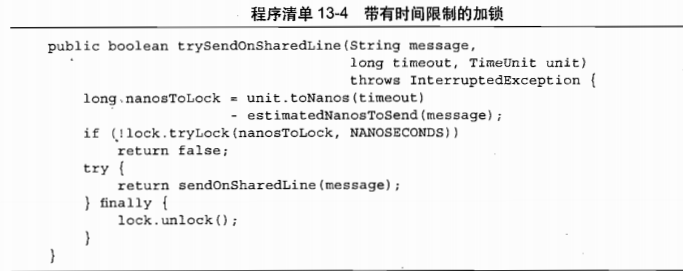 程序清单 13-4 带有时间限制的加锁
public boolean trySendOnSharedLine(String message,
                                   long timeout, TimeUnit unit)
                                   throws InterruptedException {
    long nanosToLock = unit.toNanos(timeout)
                     - estimatedNanosToSend(message);
    if (!lock.tryLock(nanosToLock, NANOSECONDS))
        return false;
    try {
        return sendOnSharedLine(message);
    } finally {
        lock.unlock();
    }
}